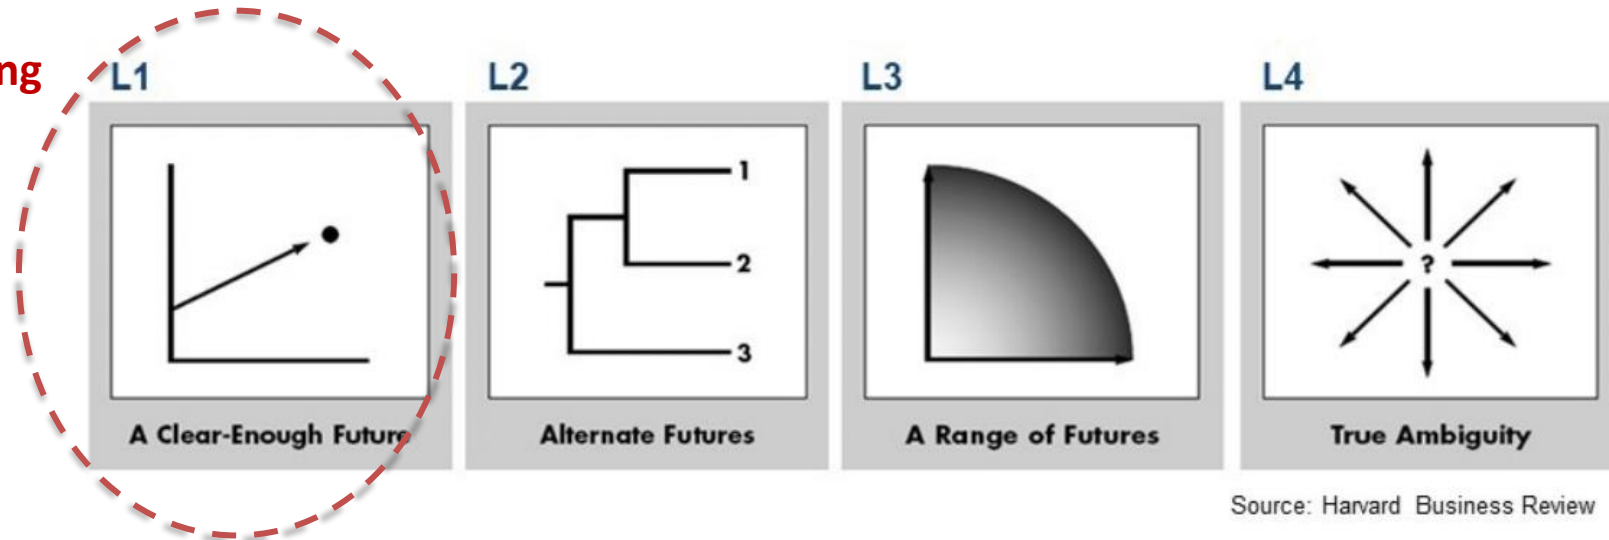 ng
L1
L2
L3
L4
1
2
3
?
A Clear-Enough Future
Alternate Futures
A Range of Futures
True Ambiguity
Source: Harvard Business Review